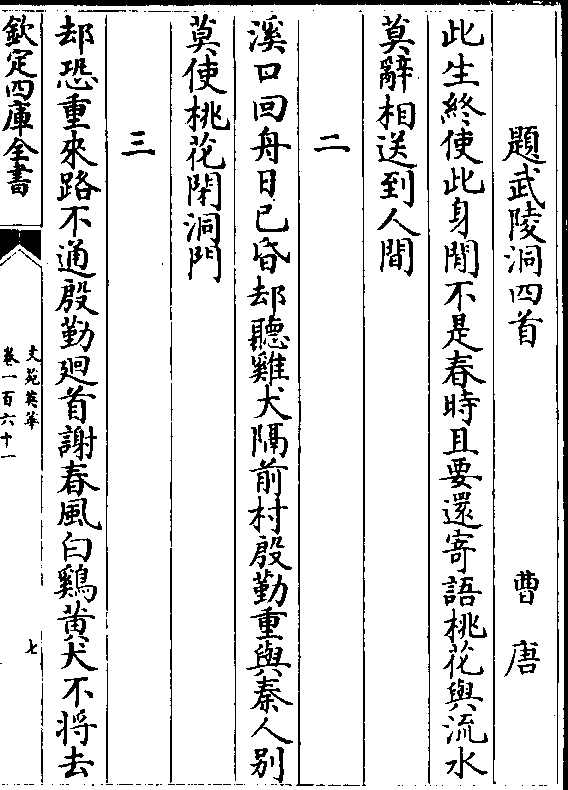 題武陵洞四首 曹唐
此生終使此身閒不是春時且要還寄語桃花與流水
莫辭相送到人間
二
溪口回舟日已昏却聽雞犬隔前村殷勤重與秦人別
莫使桃花閉洞門
三
却恐重來路不通殷勤廻首謝春風白鷄黃犬不將去
欽定四庫全書
文苑英華
卷一百六十一
七